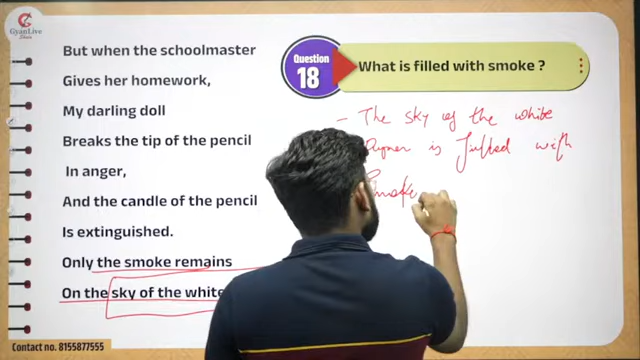 GyanLive
Question
18
What is filled with smoke ?
But when the schoolmaster
Gives her homework,
My darling doll
Breaks the tip of the pencil
In anger,
And the candle of the pencil
Is extinguished.
Only the smoke remains
On the sky of the white
- The sky of the white
is filled with
Smoke
Contact no. 8155877555